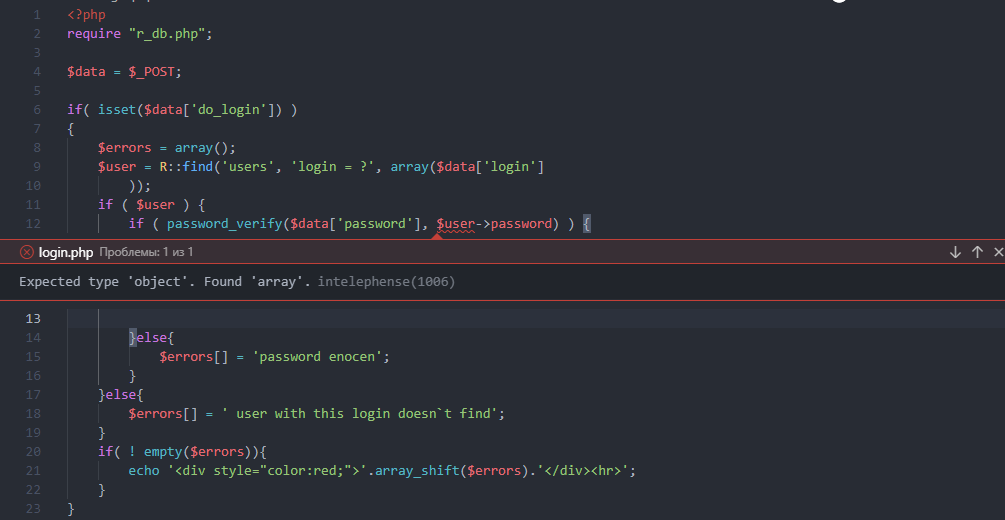 1 <?php
2 require "r_db.php";
3
4 $data = $_POST;
5
6 if( isset($data['do_login']) )
7 {
8 $errors = array();
9 $user = R::find('users', 'login = ?', array($data['login']
10 ));
11 if ( $user ) {
12 if ( password_verify($data['password'], $user->password) ) {
login.php Проблемы: 1 из 1
Expected type 'object'. Found 'array'. intelephense(1006)
13
14 }else{
15 $errors[] = 'password enocen';
16 }
17 }else{
18 $errors[] = ' user with this login doesn`t find';
19 }
20 if( ! empty($errors)){
21 echo '<div style="color:red;">'.array_shift($errors).'</div><hr>';
22 }
23 }